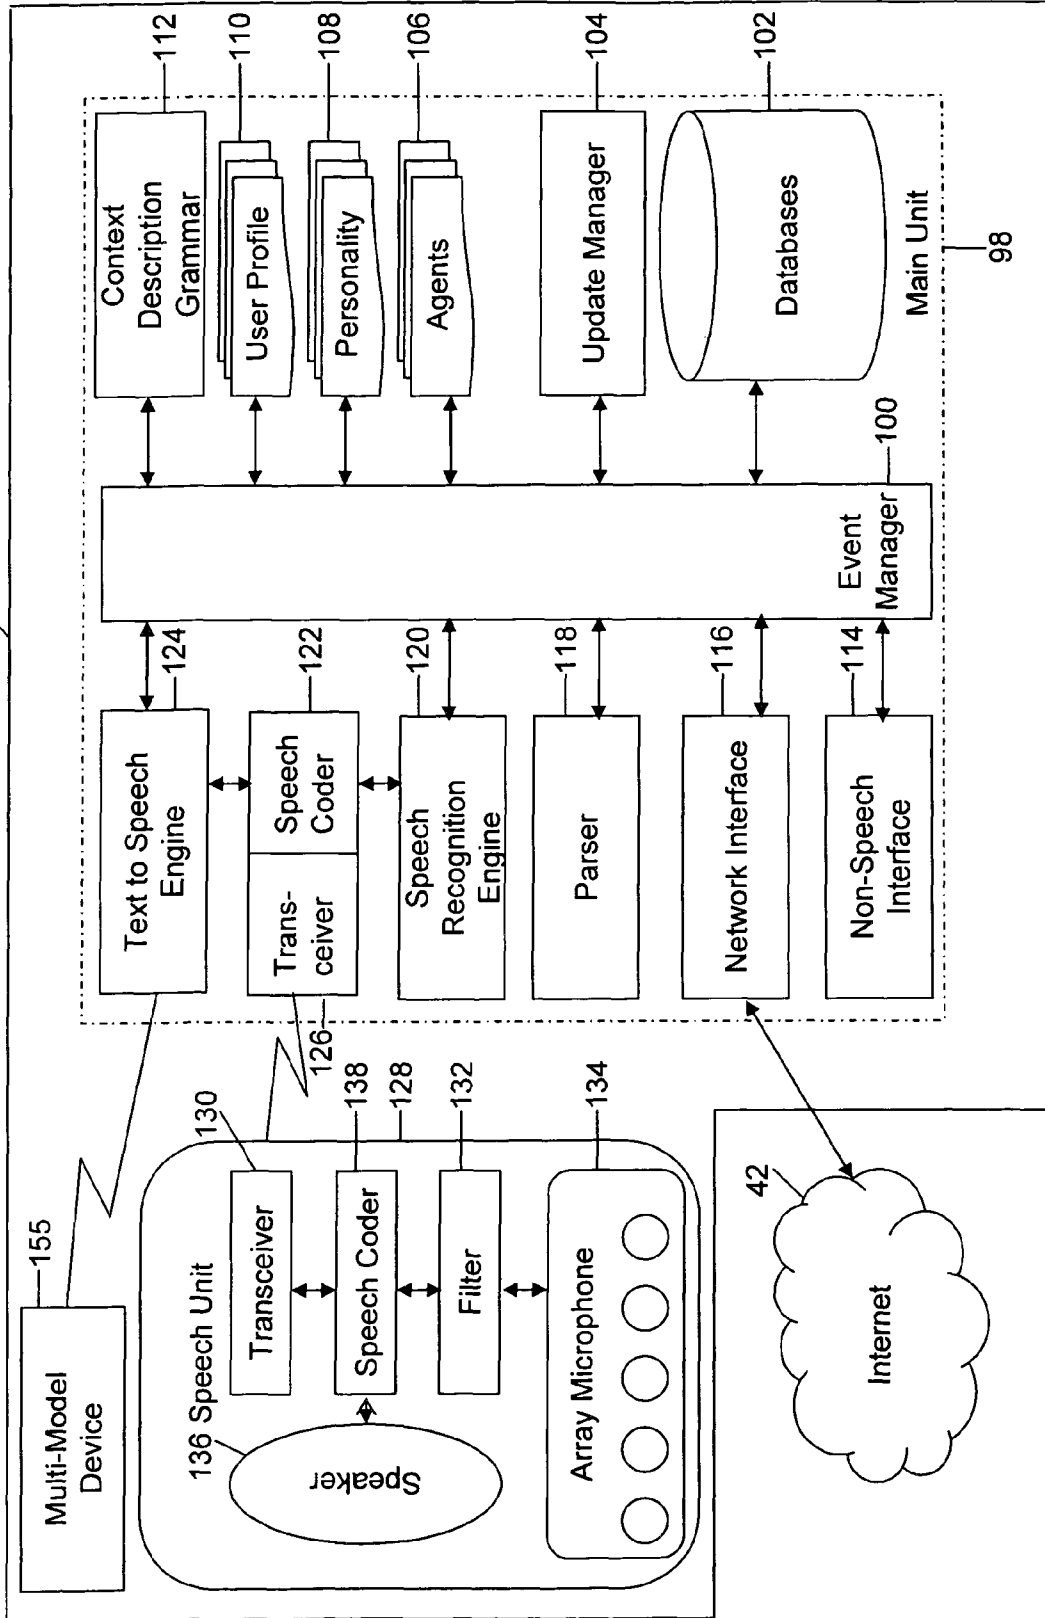 Multi-Model
Device
155
136 Speech Unit
Speaker
Transceiver
130
Speech Coder
138
128
Filter
132
Array Microphone
134
Internet
42
Text to Speech
Engine
124
Trans-
ceiver
126
Speech
Coder
122
Speech
Recognition
Engine
120
Parser
118
Network Interface
116
Non-Speech
Interface
114
Event
Manager
100
Context
Description
Grammar
112
User Profile
110
Personality
108
Agents
106
Update Manager
104
Databases
102
Main Unit
98